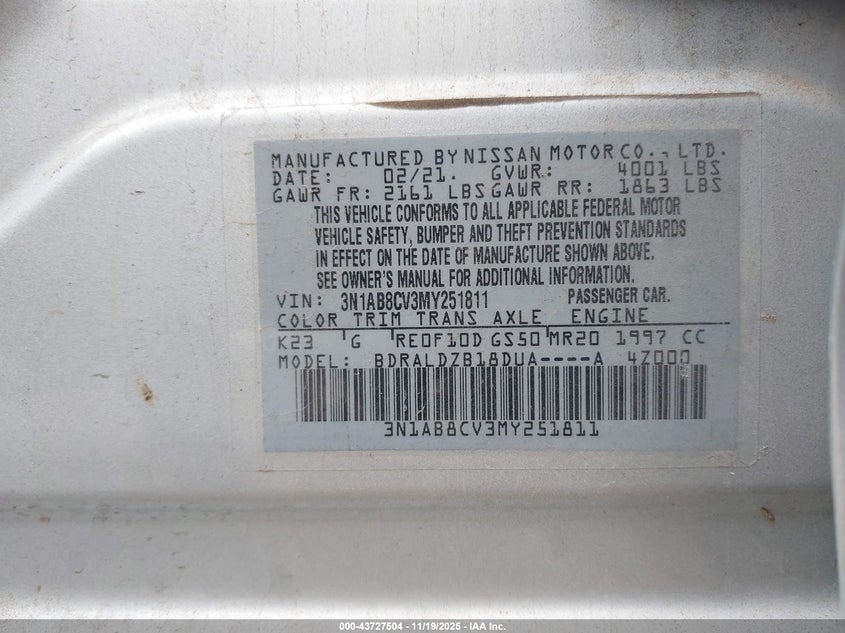 MANUFACTURED BY NISSAN MOTOR CO., LTD.
DATE: 02/21. GVWR: 4001 LBS
GAWR FR: 2161 LBS GAWR RR: 1863 LBS
THIS VEHICLE CONFORMS TO ALL APPLICABLE FEDERAL MOTOR
VEHICLE SAFETY, BUMPER AND THEFT PREVENTION STANDARDS
IN EFFECT ON THE DATE OF MANUFACTURE SHOWN ABOVE.
SEE OWNER'S MANUAL FOR ADDITIONAL INFORMATION.
VIN: 3N1AB8CV3MY251811 PASSENGER CAR.
COLOR TRIM TRANS AXLE ENGINE
K23 G RE0F10D GS50 MR20 1997 CC
MODEL: BDRALDZB18DUA----A 4Z000
3N1AB8CV3MY251811
000-43727504 - 11/19/2025 - IAA Inc.